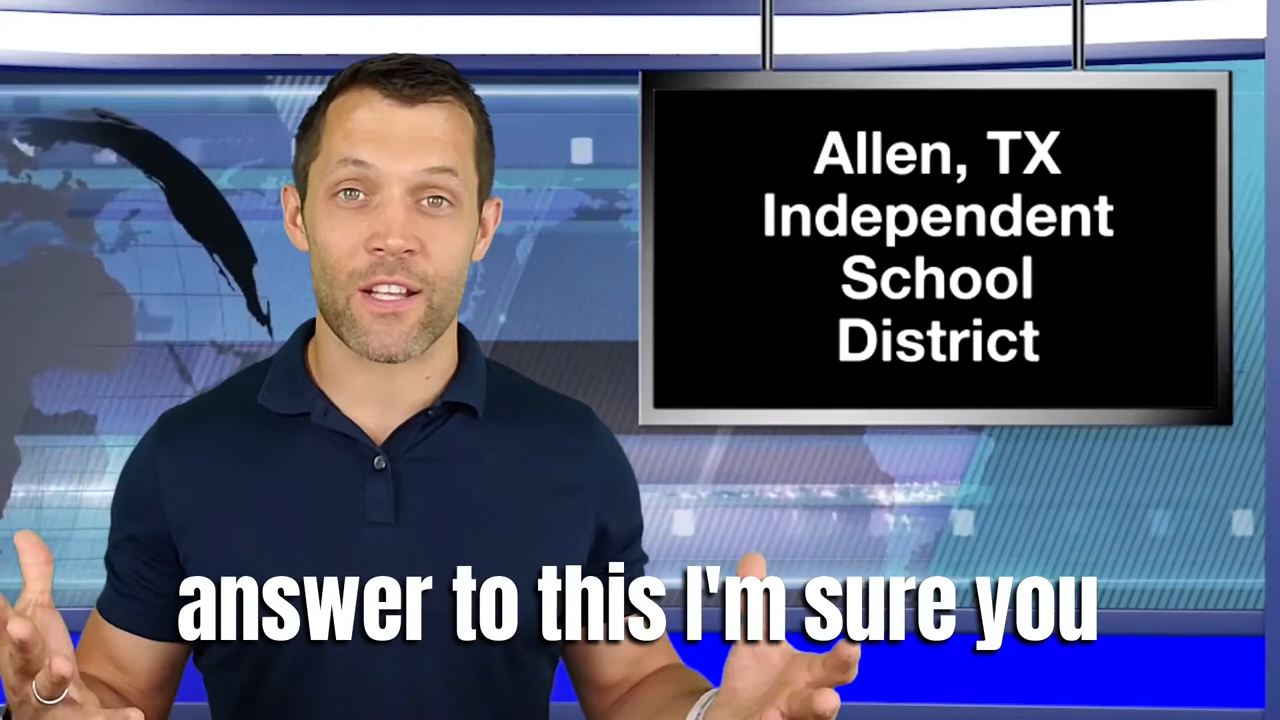 Allen, TX
Independent
School
District
answer to this I'm sure you